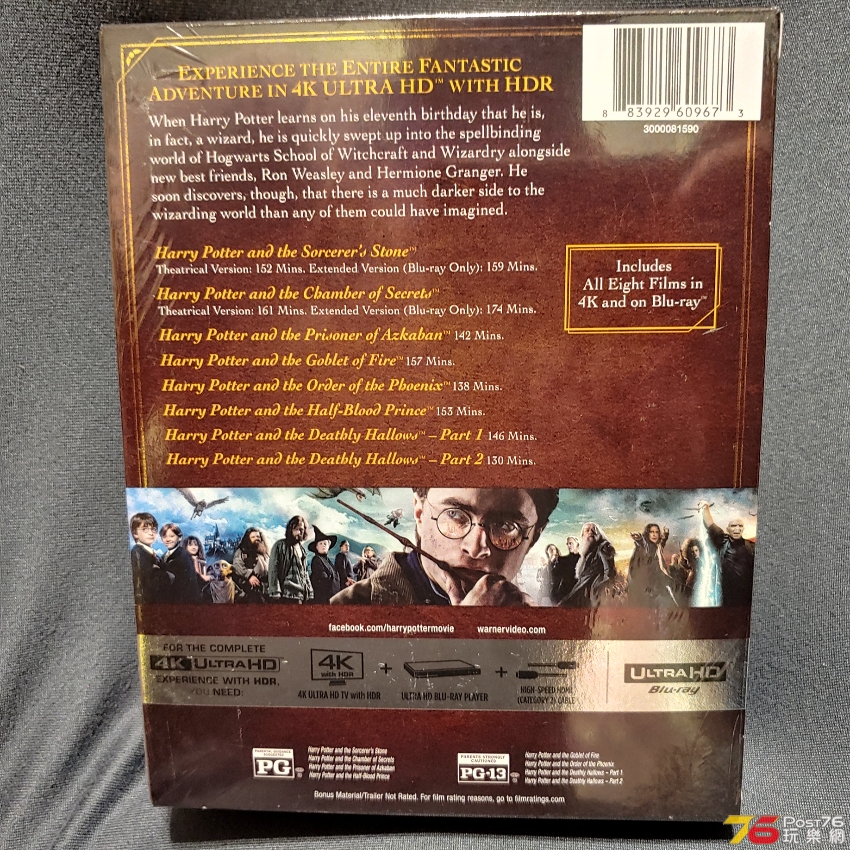 EXPERIENCE THE ENTIRE FANTASTIC
ADVENTURE IN 4K ULTRA HD™ WITH HDR
When Harry Potter learns on his eleventh birthday that he is,
in fact, a wizard, he is quickly swept up into the spellbinding
world of Hogwarts School of Witchcraft and Wizardry alongside
new best friends, Ron Weasley and Hermione Granger. He
soon discovers, though, that there is a much darker side to the
wizarding world than any of them could have imagined.
8 83929 60967 3
3000081590
Harry Potter and the Sorcerer's Stone™
Theatrical Version: 152 Mins. Extended Version (Blu-ray Only): 159 Mins.
Harry Potter and the Chamber of Secrets™
Theatrical Version: 161 Mins. Extended Version (Blu-ray Only): 174 Mins.
Harry Potter and the Prisoner of Azkaban™ 142 Mins.
Harry Potter and the Goblet of Fire™ 157 Mins.
Harry Potter and the Order of the Phoenix™ 138 Mins.
Harry Potter and the Half-Blood Prince™ 153 Mins.
Harry Potter and the Deathly Hallows™ – Part 1 146 Mins.
Harry Potter and the Deathly Hallows™ – Part 2 130 Mins.
Includes
All Eight Films in
4K and on Blu-ray™
facebook.com/harrypottermovie warnervideo.com
FOR THE COMPLETE
4K ULTRA HD
EXPERIENCE WITH HDR,
YOU NEED:
4K
with HDR
4K ULTRA HD TV with HDR
+
ULTRA HD BLU-RAY PLAYER
+
HIGH-SPEED HDMI
(CATEGORY 2) CABLE
ULTRA HD
Blu-ray
PARENTAL GUIDANCE SUGGESTED
PG
Harry Potter and the Sorcerer's Stone
Harry Potter and the Chamber of Secrets
Harry Potter and the Prisoner of Azkaban
Harry Potter and the Half-Blood Prince
PARENTS STRONGLY CAUTIONED
PG-13
Harry Potter and the Goblet of Fire
Harry Potter and the Order of the Phoenix
Harry Potter and the Deathly Hallows – Part 1
Harry Potter and the Deathly Hallows – Part 2
Bonus Material/Trailer Not Rated. For film rating reasons, go to filmratings.com
76 POST76
玩樂網